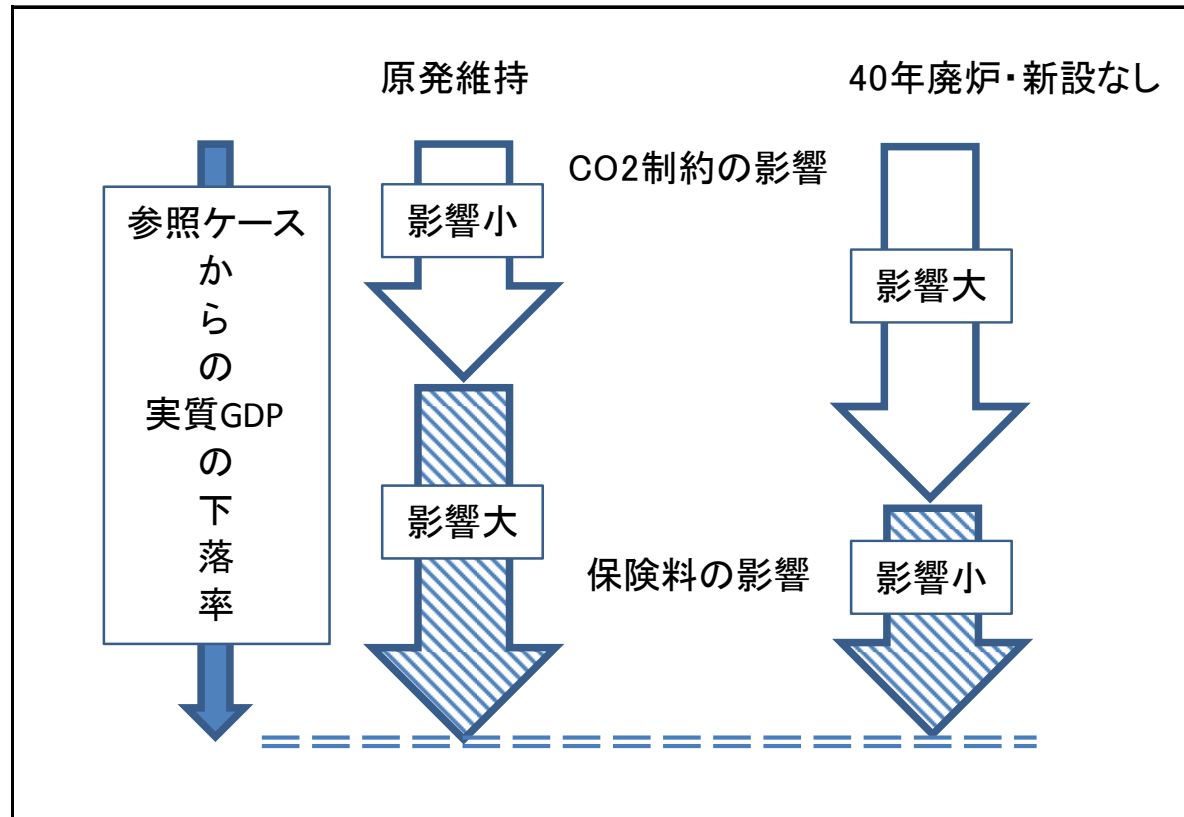 原発維持
40年廃炉・新設なし
CO2制約の影響
参照ケース
か
ら
の
実質GDP
の
下
落
率
影響小
影響大
影響大
保険料の影響
影響小